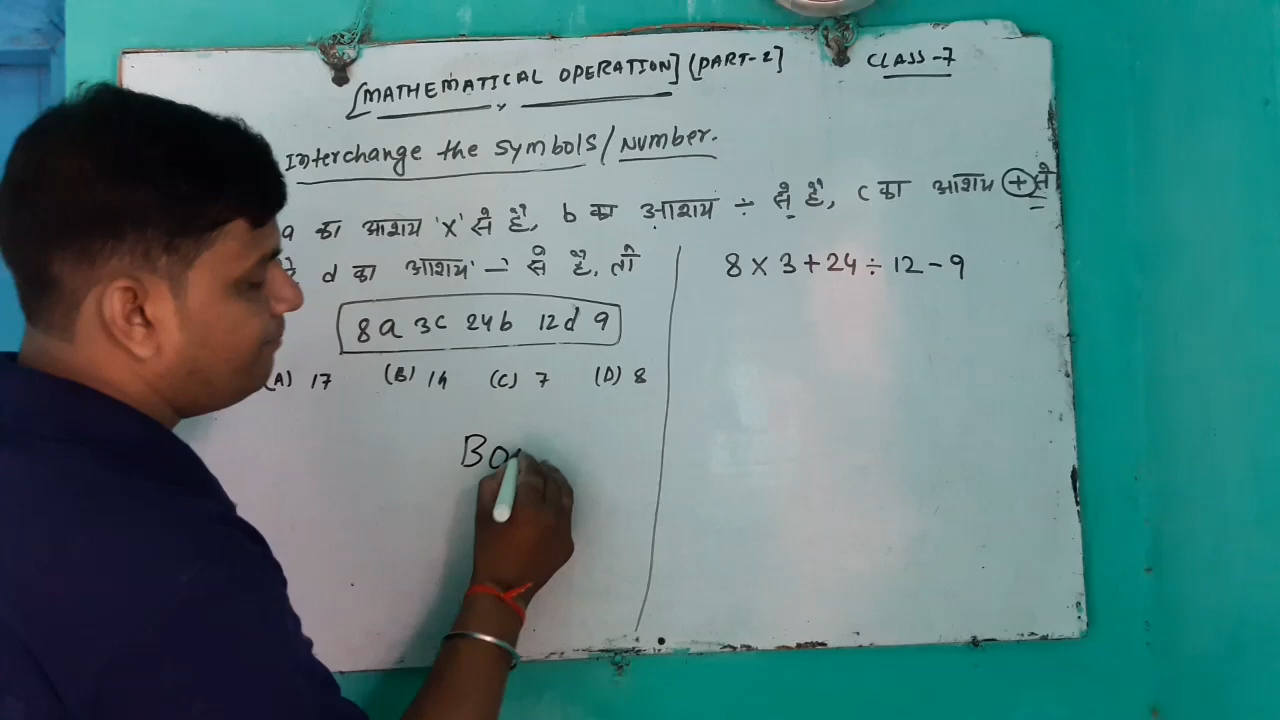 [MATHEMATICAL OPERATION] (PART-2] CLASS-7
Interchange the symbols/Number.
a का आशय 'x' से है, b का आशय ÷ से है, c का आशय + से
d का आशय '-' से है, तो
8a 3c 24b 12d 9
(A) 17 (B) 14 (C) 7 (D) 8
8 × 3 + 24 ÷ 12 - 9
Bo